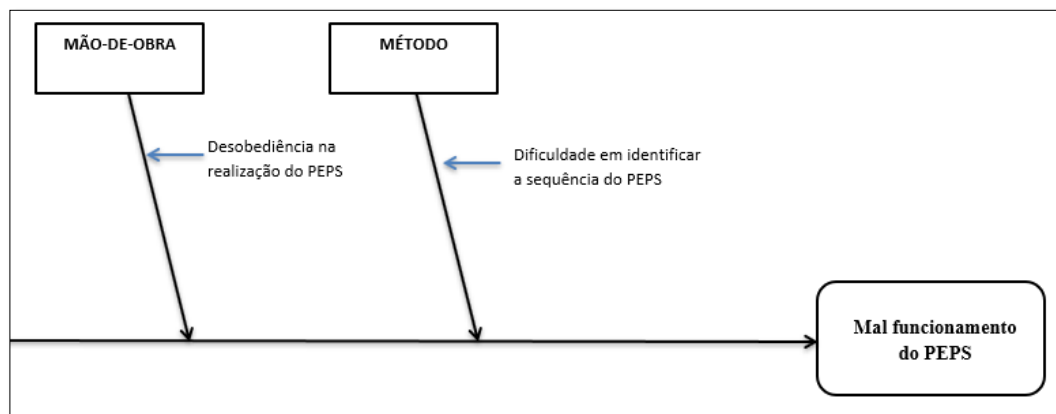 MÃO-DE-OBRA
MÉTODO
Desobediência na
realização do PEPS
Dificuldade em identificar
a sequência do PEPS
Mal funcionamento
do PEPS